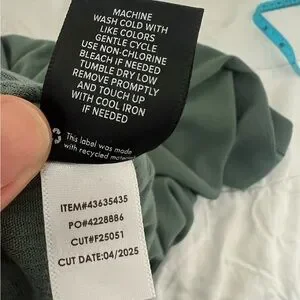 MACHINE
WASH COLD WITH
LIKE COLORS
GENTLE CYCLE
USE NON-CHLORINE
BLEACH IF NEEDED
TUMBLE DRY LOW
REMOVE PROMPTLY
AND TOUCH UP
WITH COOL IRON
IF NEEDED
This label was made
with recycled material
ITEM#43635435
PO#4228886
CUT#F25051
CUT DATE:04/2025